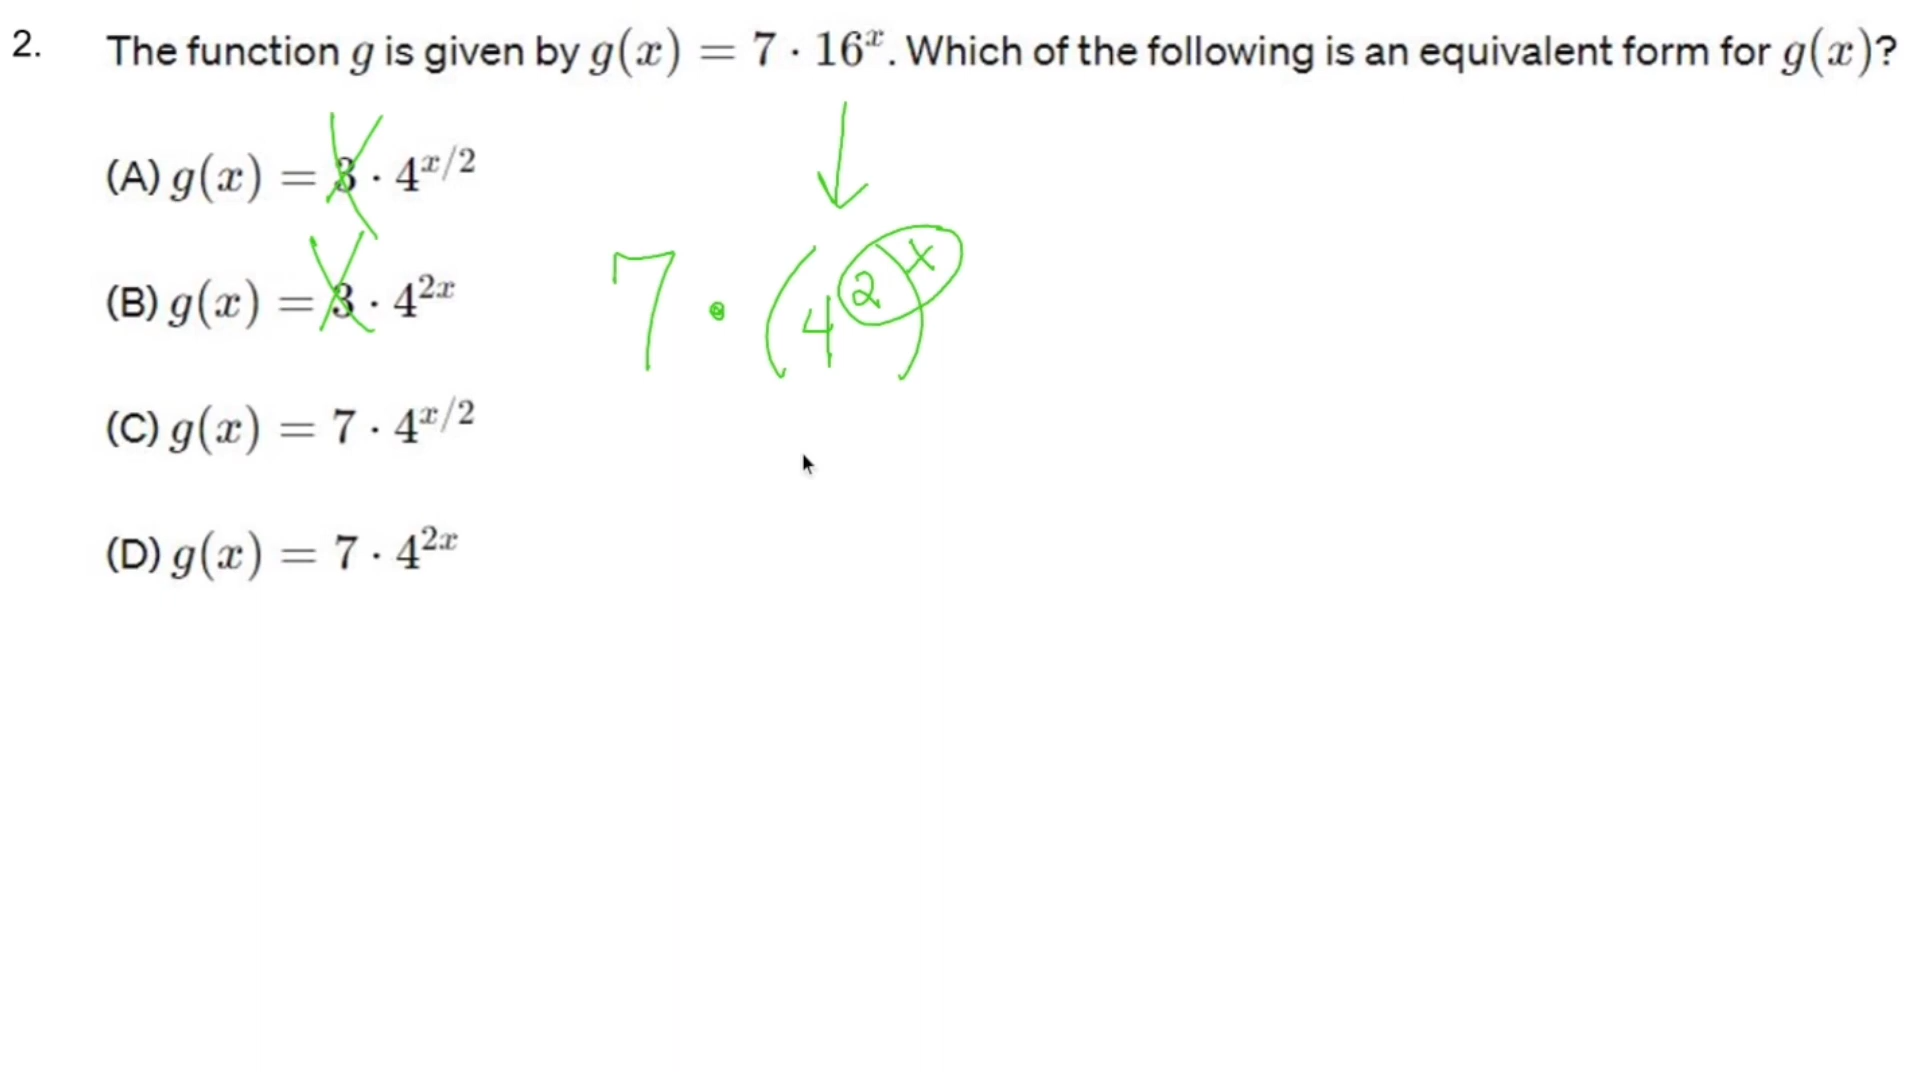 2. The function g is given by g(x) = 7 · 16^x. Which of the following is an equivalent form for g(x)?
(A) g(x) = 3 · 4^{x/2}
(B) g(x) = 3 · 4^{2x}
7 · (4^2)^x
(C) g(x) = 7 · 4^{x/2}
(D) g(x) = 7 · 4^{2x}